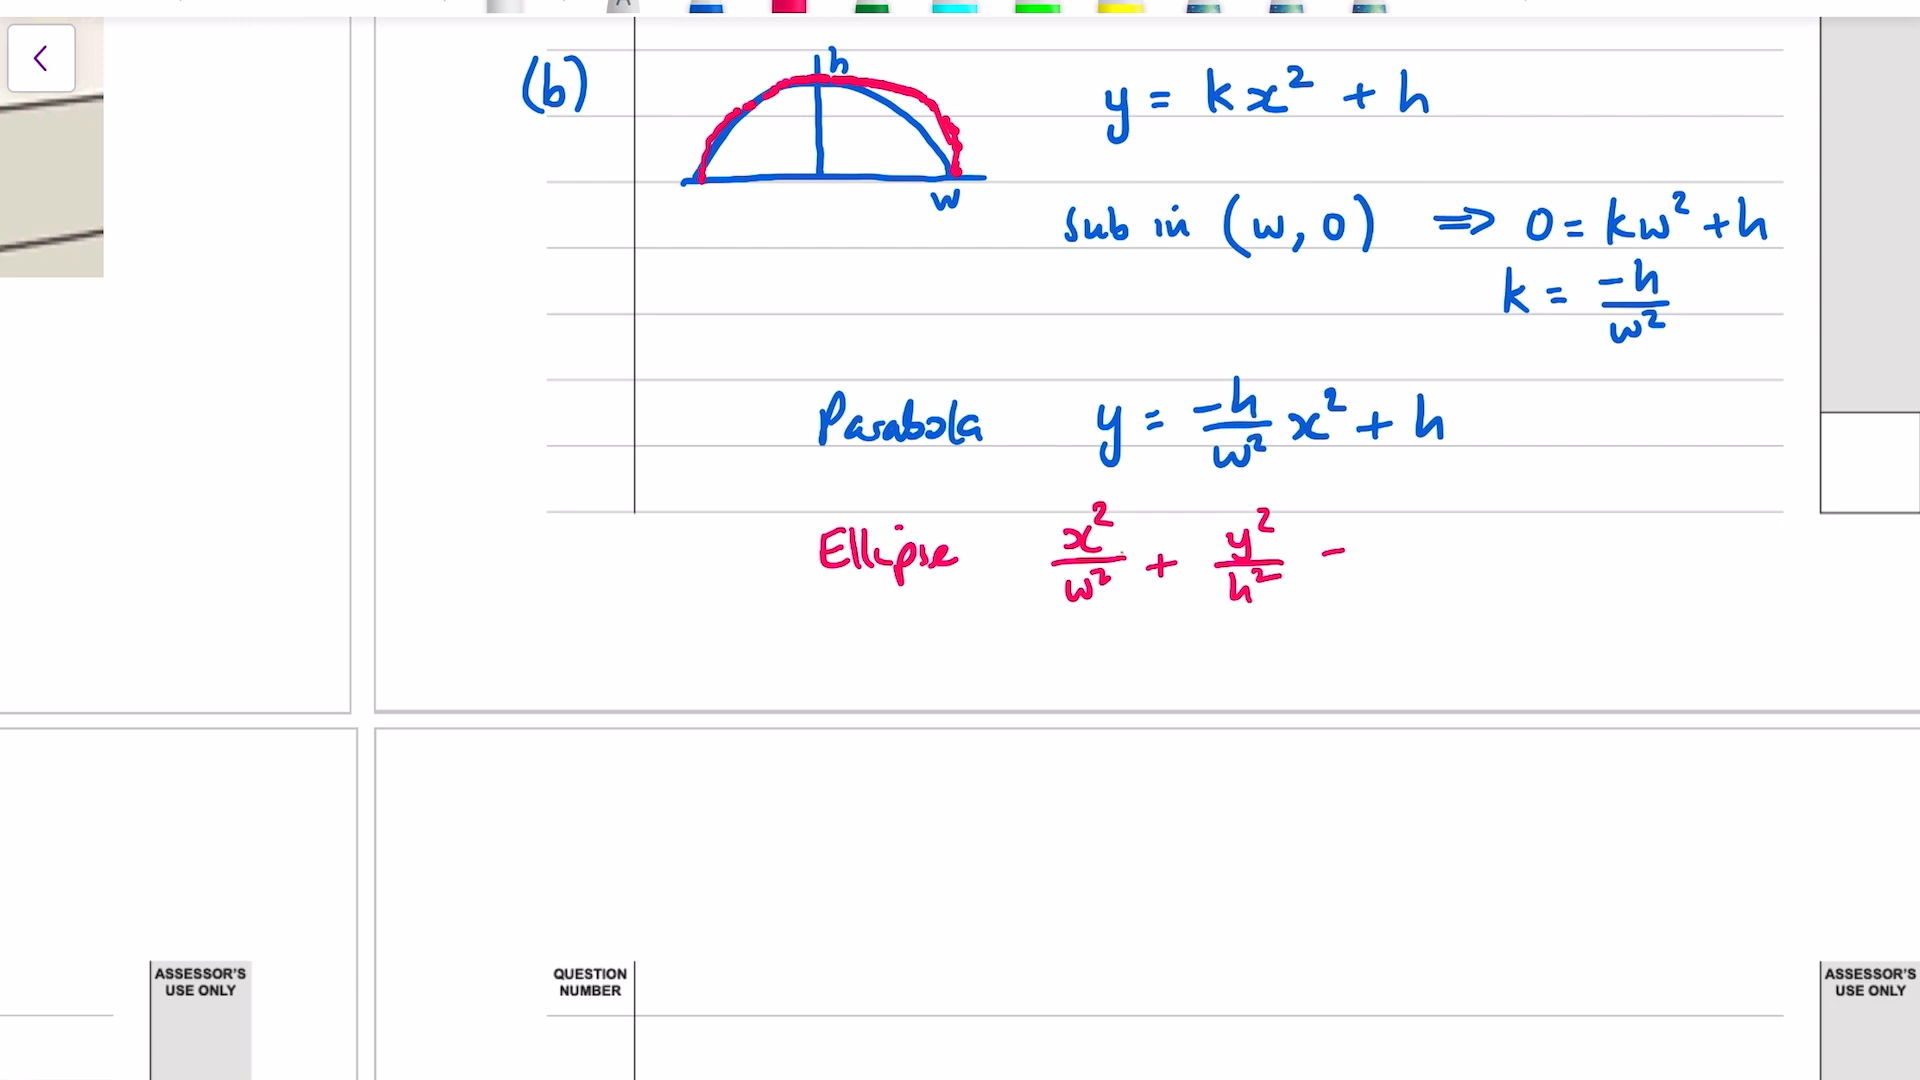 (b)
h
w
y = kx² + h
Sub in (w, 0) ⇒ 0 = kw² + h
k = -h/w²
Parabola y = -h/w² x² + h
Ellipse x²/w² + y²/h² -
ASSESSOR'S
USE ONLY
QUESTION
NUMBER
ASSESSOR'S
USE ONLY